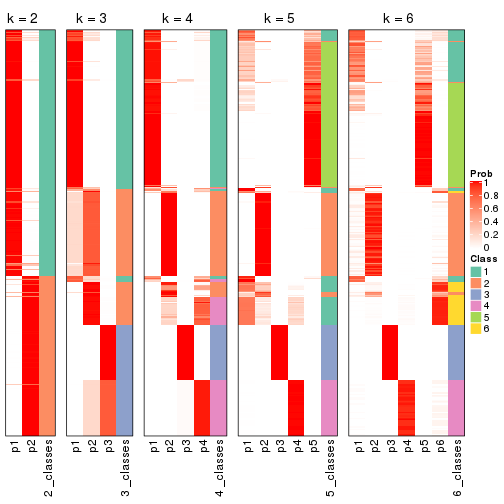 k = 2
k = 3
k = 4
k = 5
k = 6
Prob
1
0.8
0.6
0.4
0.2
0
Class
1
2
3
4
5
6
p1
p2
2_classes
p1
p2
p3
3_classes
p1
p2
p3
p4
4_classes
p1
p2
p3
p4
p5
5_classes
p1
p2
p3
p4
p5
p6
6_classes